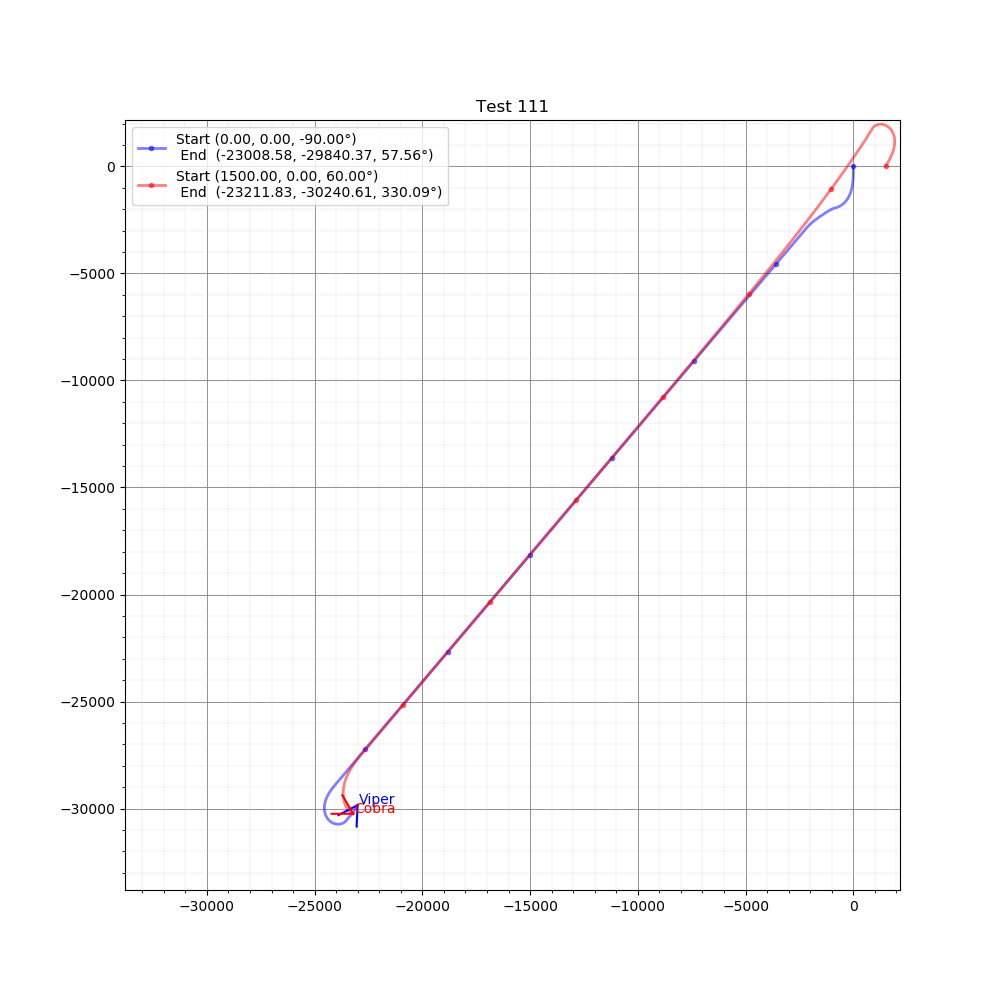 Test 111
Start (0.00, 0.00, -90.00°)
End  (-23008.58, -29840.37, 57.56°)
Start (1500.00, 0.00, 60.00°)
End  (-23211.83, -30240.61, 330.09°)
0
−5000
−10000
−15000
−20000
−25000
−30000
Viper
Cobra
−30000
−25000
−20000
−15000
−10000
−5000
0